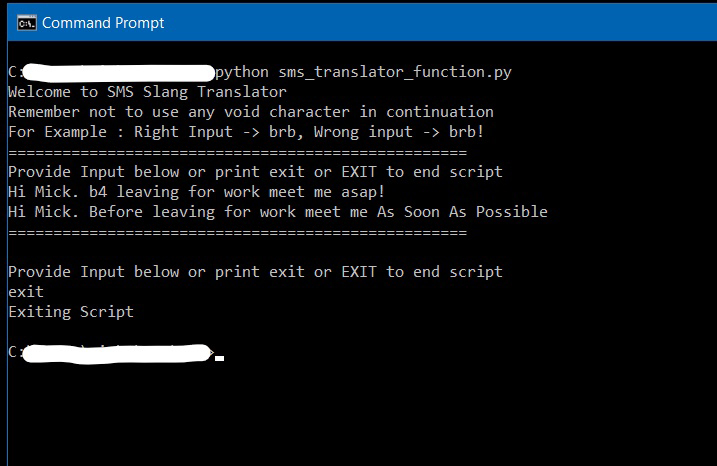 Command Prompt
C:python sms_translator_function.py
Welcome to SMS Slang Translator
Remember not to use any void character in continuation
For Example : Right Input -> brb, Wrong input -> brb!
===================================================
Provide Input below or print exit or EXIT to end script
Hi Mick. b4 leaving for work meet me asap!
Hi Mick. Before leaving for work meet me As Soon As Possible
===================================================
Provide Input below or print exit or EXIT to end script
exit
Exiting Script
C:>